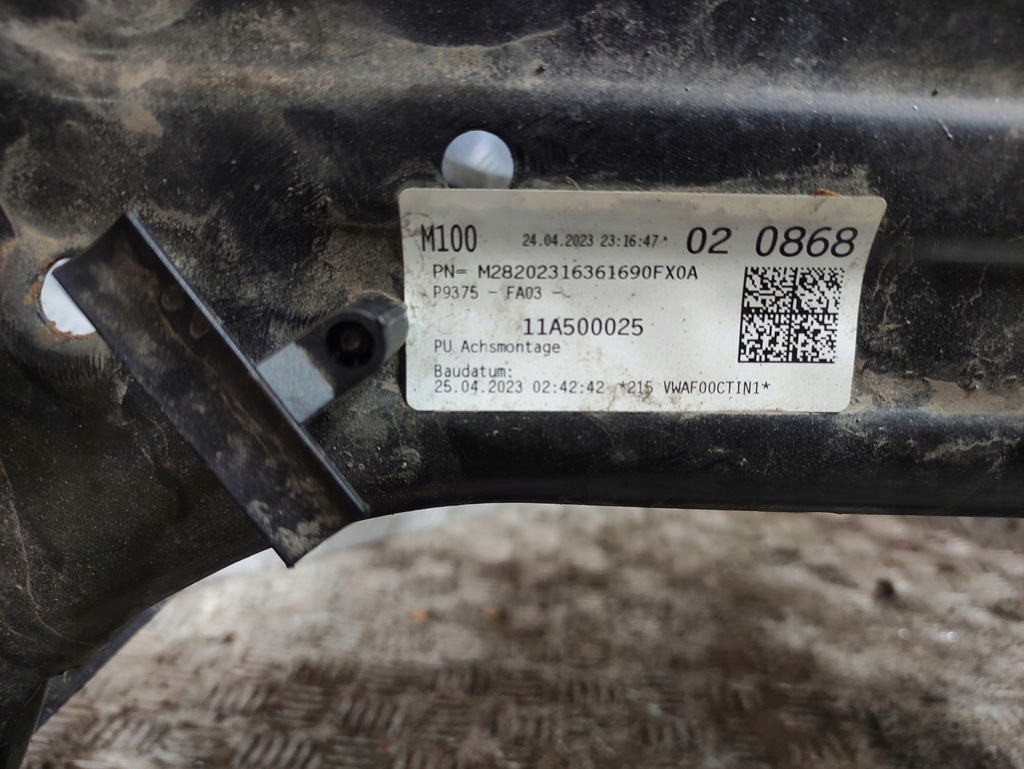 M100 24.04.2023 23:16:47* 02 0868
PN= M28202316361690FX0A
P9375 - FA03 -
11A500025
PU Achsmontage
Baudatum:
25.04.2023 02:42:42 *215 VWAF00CTIN1*